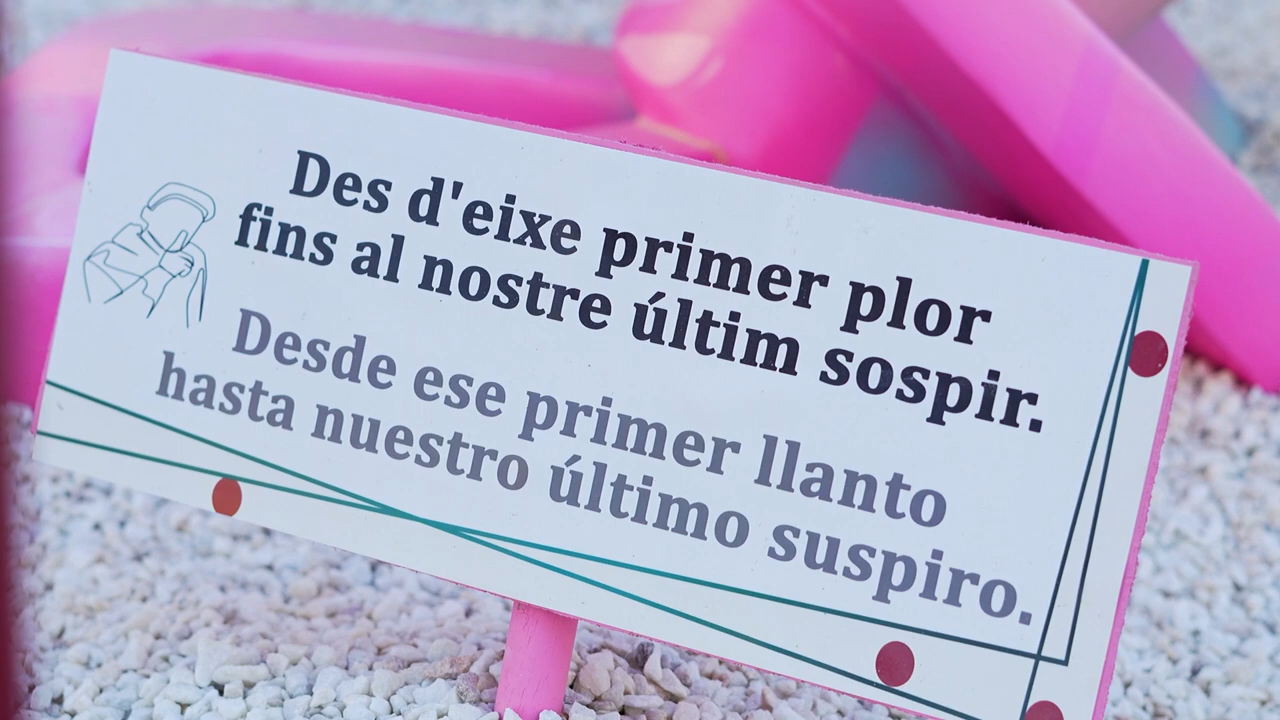 Des d'eixe primer plor
fins al nostre últim sospir.
Desde ese primer llanto
hasta nuestro último suspiro.